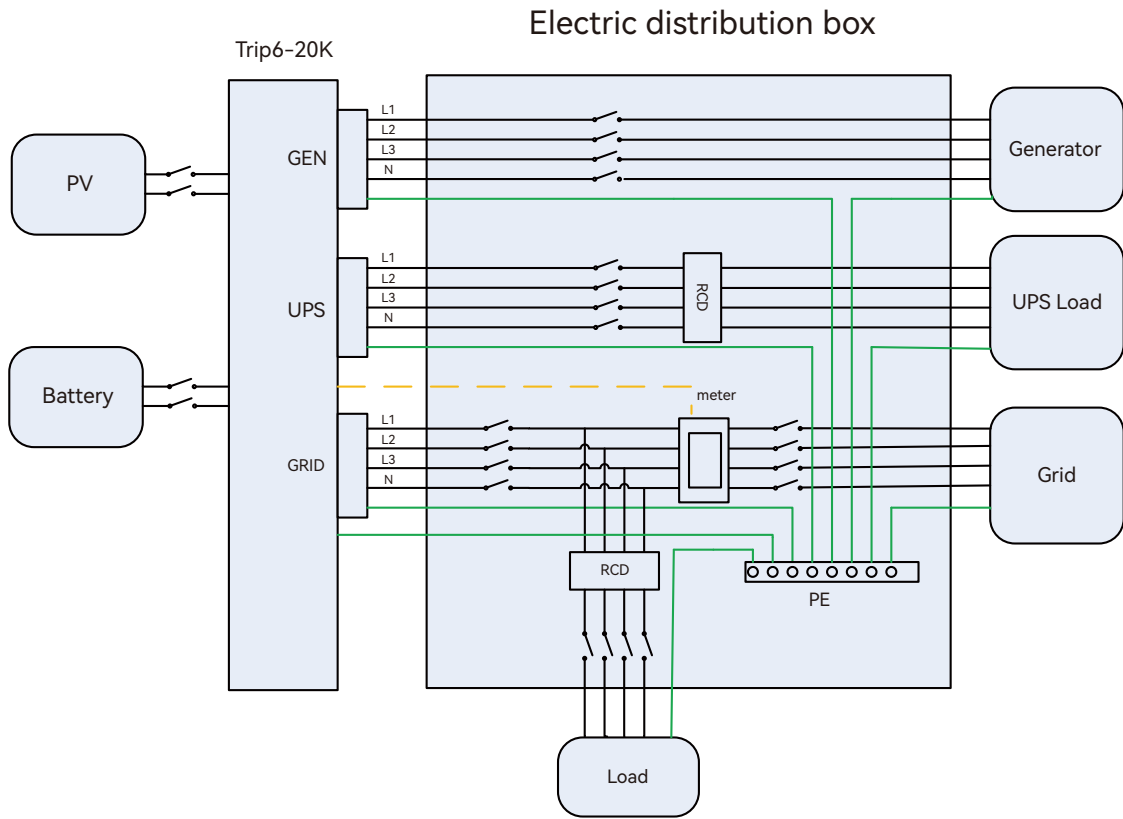 Electric distribution box
Trip6-20K
PV
Battery
GEN
L1
L2
L3
N
Generator
UPS
L1
L2
L3
N
RCD
UPS Load
meter
GRID
L1
L2
L3
N
Grid
RCD
PE
Load